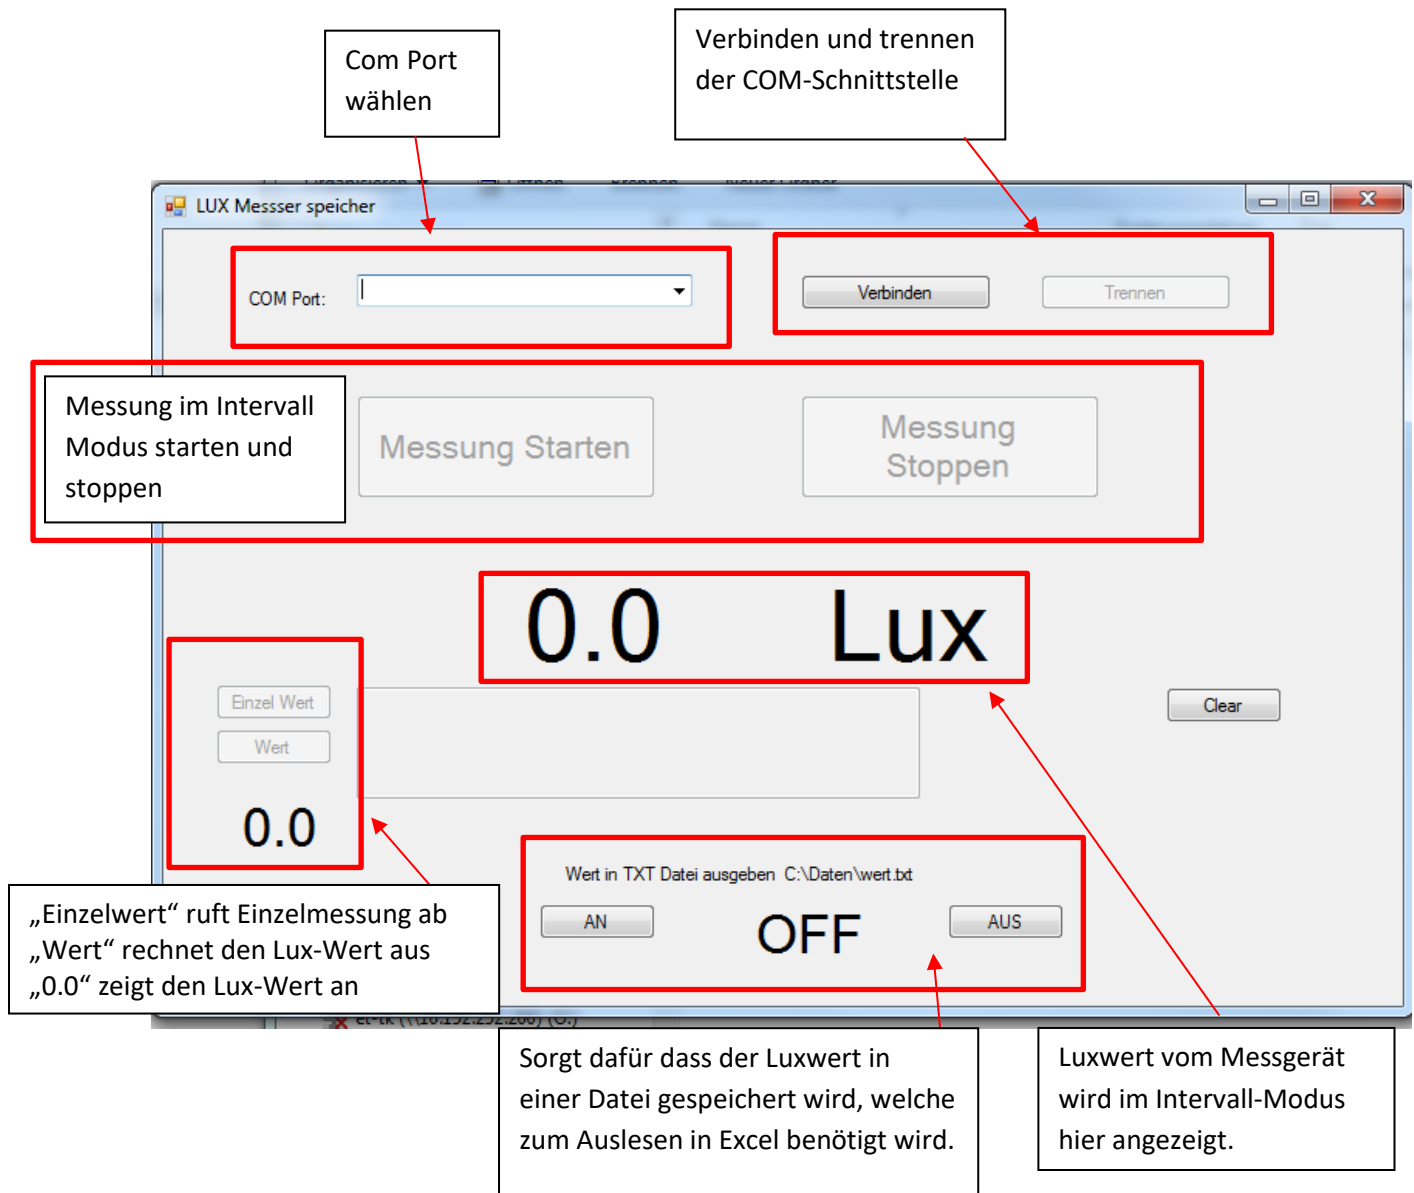 Com Port
wählen
Verbinden und trennen
der COM-Schnittstelle
LUX Messser speicher
COM Port:
Verbinden
Trennen
Messung im Intervall
Modus starten und
stoppen
Messung Starten
Messung
Stoppen
0.0 Lux
Einzel Wert
Wert
0.0
Clear
Wert in TXT Datei ausgeben C:\Daten\wert.txt
AN
OFF
AUS
„Einzelwert“ ruft Einzelmessung ab
„Wert“ rechnet den Lux-Wert aus
„0.0“ zeigt den Lux-Wert an
Sorgt dafür dass der Luxwert in
einer Datei gespeichert wird, welche
zum Auslesen in Excel benötigt wird.
Luxwert vom Messgerät
wird im Intervall-Modus
hier angezeigt.